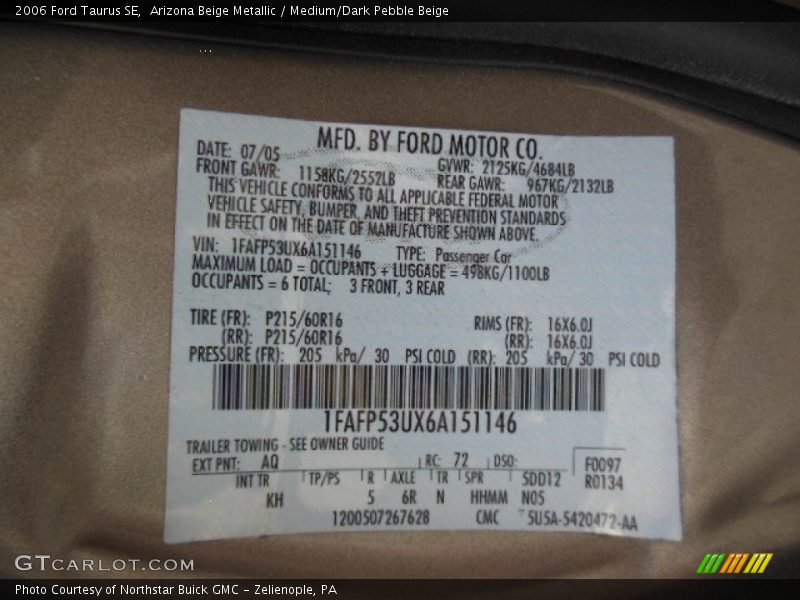 2006 Ford Taurus SE, Arizona Beige Metallic / Medium/Dark Pebble Beige
MFD. BY FORD MOTOR CO.
DATE: 07/05 GVWR: 2125KG/4684LB
FRONT GAWR: 1158KG/2552LB REAR GAWR: 967KG/2132LB
THIS VEHICLE CONFORMS TO ALL APPLICABLE FEDERAL MOTOR
VEHICLE SAFETY, BUMPER, AND THEFT PREVENTION STANDARDS
IN EFFECT ON THE DATE OF MANUFACTURE SHOWN ABOVE.
VIN: 1FAFP53UX6A151146 TYPE: Passenger Car
MAXIMUM LOAD = OCCUPANTS + LUGGAGE = 498KG/1100LB
OCCUPANTS = 6 TOTAL; 3 FRONT, 3 REAR
TIRE (FR): P215/60R16 RIMS (FR): 16X6.0J
(RR): P215/60R16 (RR): 16X6.0J
PRESSURE (FR): 205 kPa/ 30 PSI COLD (RR): 205 kPa/ 30 PSI COLD
1FAFP53UX6A151146
TRAILER TOWING - SEE OWNER GUIDE
EXT PNT: AQ RC: 72 DSO: F0097
INT TR TP/PS R AXLE TR SPR 5DD12 R0134
KH 5 6R N HHMM N05
1200507267628 CMC 5U5A-5420472-AA
GTCARLOT.COM
Photo Courtesy of Northstar Buick GMC - Zelienople, PA